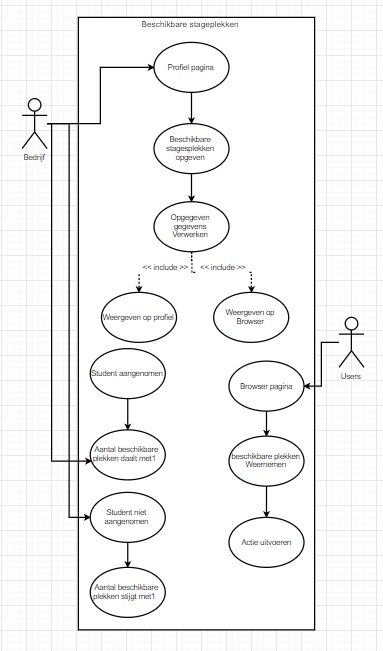 Beschikbare stageplekken
Profiel pagina
Bedrijf
Beschikbare
stagesplekken
opgeven
Opgegeven
gegevens
Verwerken
<< include >>
<< include >>
Weergeven op profiel
Weergeven op
Browser
Users
Student aangenomen
Browser pagina
Aantal beschikbare
plekken daalt met1
beschikbare plekken
Weernemen
Student niet
aangenomen
Actie uitvoeren
Aantal beschikbare
plekken stijgt met1